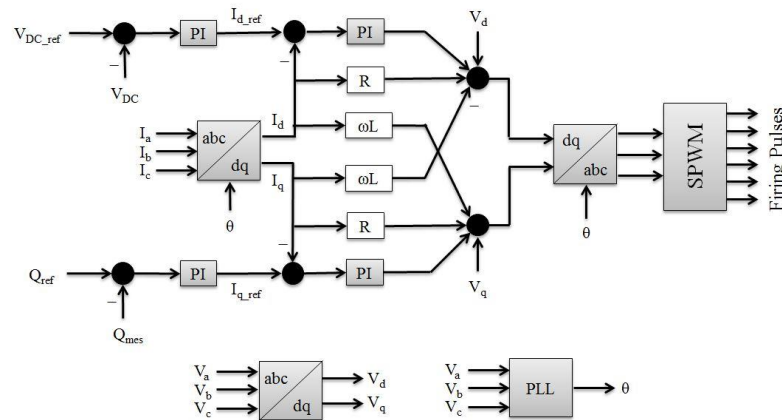 V_DC_ref
–
V_DC
PI
I_d_ref
–
PI
V_d
–
R
I_a
I_b
I_c
abc
dq
θ
I_d
I_q
ωL
ωL
R
dq
abc
θ
SPWM
Firing Pulses
Q_ref
–
Q_mes
PI
I_q_ref
–
PI
V_q
V_a
V_b
V_c
abc
dq
V_d
V_q
V_a
V_b
V_c
PLL
θ